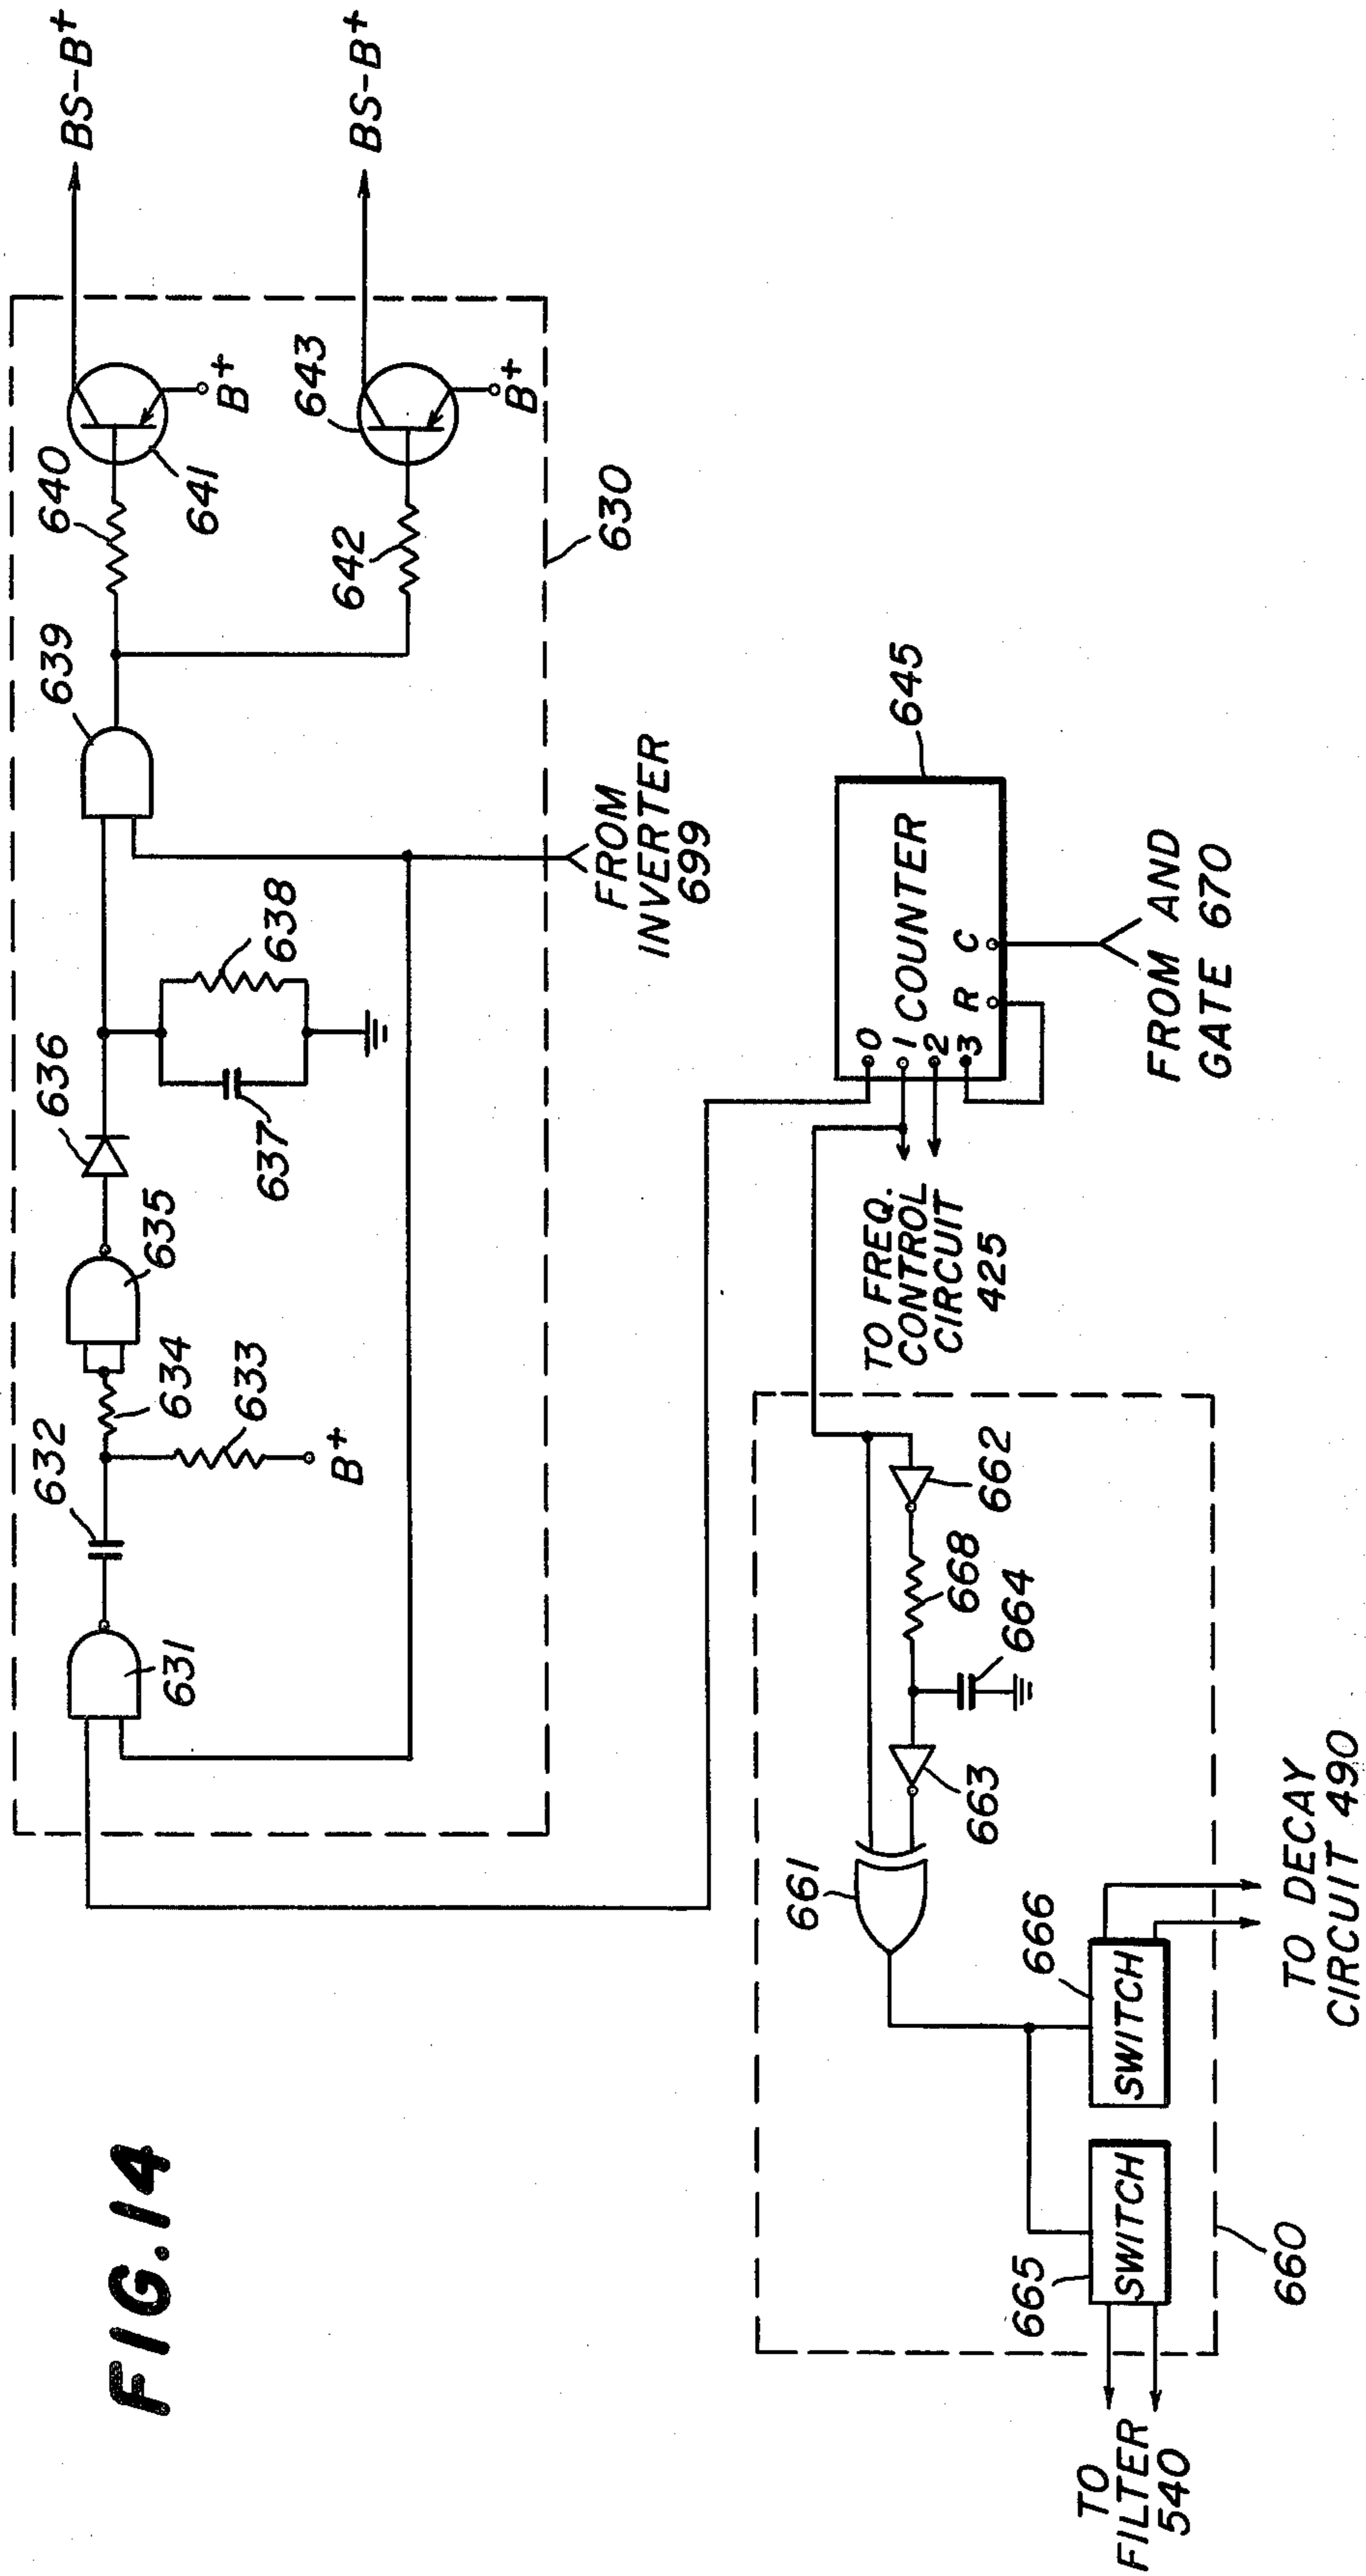 FIG. 14
631
632
633
B+
634
635
636
637
638
639
640
641
B+
642
643
B+
BS-B+
BS-B+
630
FROM
INVERTER
699
645
COUNTER
0
1
2
3
R
C
FROM AND
GATE 670
TO FREQ.
CONTROL
CIRCUIT
425
661
662
668
664
663
666
SWITCH
665
SWITCH
660
TO
FILTER
540
TO DECAY
CIRCUIT 490